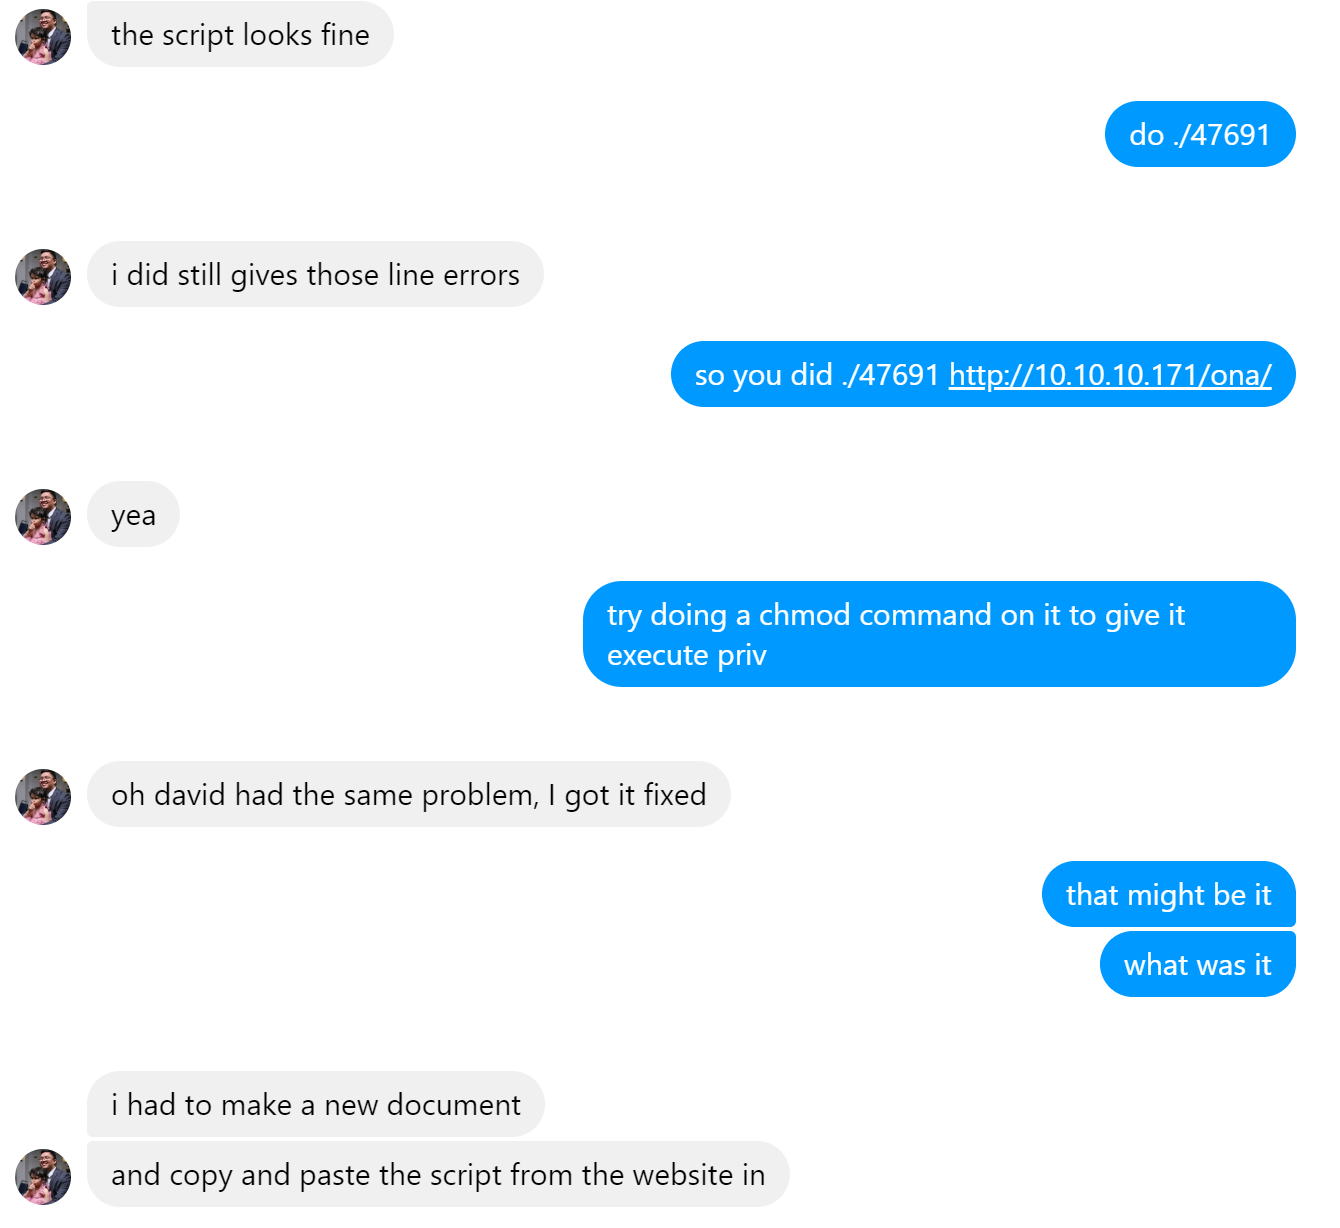 the script looks fine
do ./47691
i did still gives those line errors
so you did ./47691 http://10.10.10.171/ona/
yea
try doing a chmod command on it to give it
execute priv
oh david had the same problem, I got it fixed
that might be it
what was it
i had to make a new document
and copy and paste the script from the website in